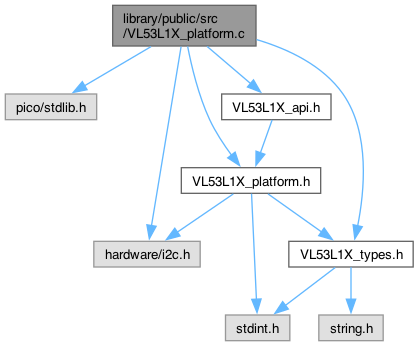 library/public/src
/VL53L1X_platform.c
pico/stdlib.h
VL53L1X_api.h
VL53L1X_platform.h
hardware/i2c.h
VL53L1X_types.h
stdint.h
string.h